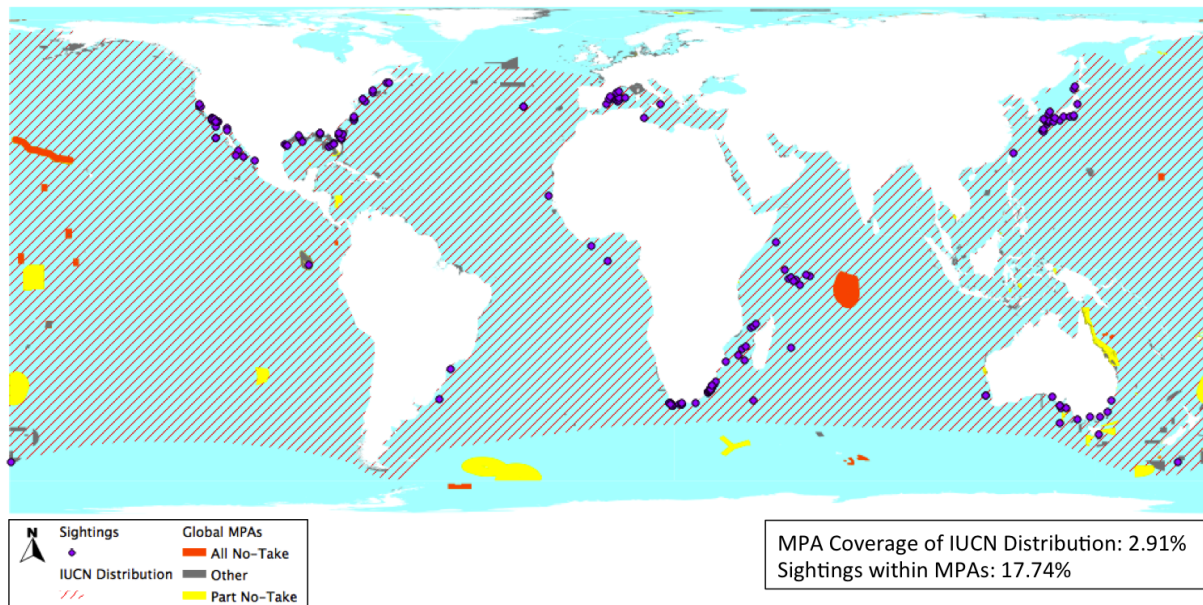 N
Sightings
IUCN Distribution
Global MPAs
All No-Take
Other
Part No-Take
MPA Coverage of IUCN Distribution: 2.91%
Sightings within MPAs: 17.74%